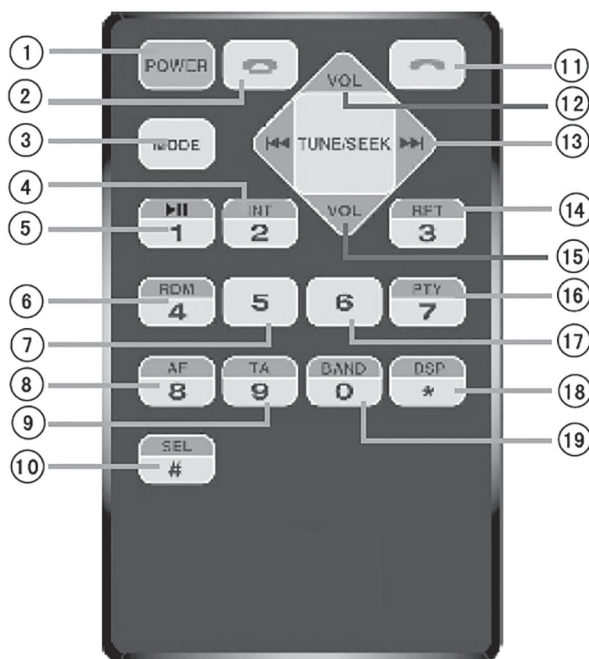 ① POWER ⑪
② VOL ⑫
③ MODE TUNE/SEEK ⑬
④ INT VOL RPT ⑭
⑤ 1 2 3 ⑮
⑥ RDM PTY ⑯
4 5 6 7
⑦ ⑰
⑧ AF TA BAND DSP ⑱
8 9 0 *
⑨ ⑲
⑩ SEL
#